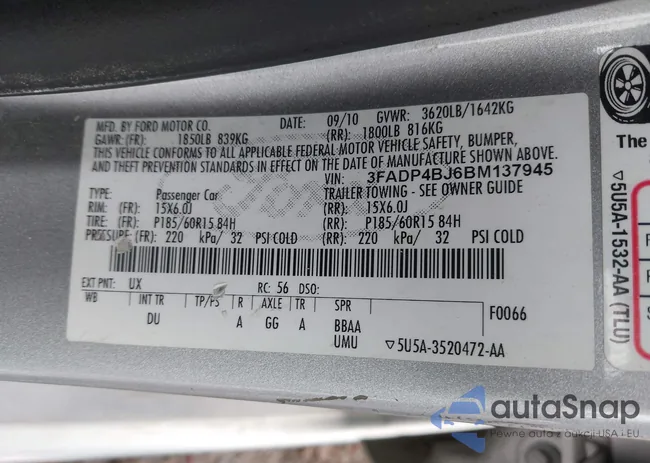 MFD. BY FORD MOTOR CO. DATE: 09/10 GVWR: 3620LB/1642KG
GAWR: (FR): 1850LB 839KG (RR): 1800LB 816KG
THIS VEHICLE CONFORMS TO ALL APPLICABLE FEDERAL MOTOR VEHICLE SAFETY, BUMPER,
AND THEFT PREVENTION STANDARDS IN EFFECT ON THE DATE OF MANUFACTURE SHOWN ABOVE.
VIN: 3FADP4BJ6BM137945
TYPE: Passenger Car TRAILER TOWING - SEE OWNER GUIDE
RIM: (FR): 15X6.0J (RR): 15X6.0J
TIRE: (FR): P185/60R15 84H (RR): P185/60R15 84H
PRESSURE: (FR): 220 kPa/ 32 PSI COLD (RR): 220 kPa/ 32 PSI COLD
EXT PNT: UX RC: 56 DSO:
WB INT TR TP/PS R AXLE TR SPR F0066
DU A GG A BBAA
UMU ▽5U5A-3520472-AA
The
▽5U5A-1532-AA (TLU)
F
F
S
autaSnap
Pewne auto z aukcji USA i EU